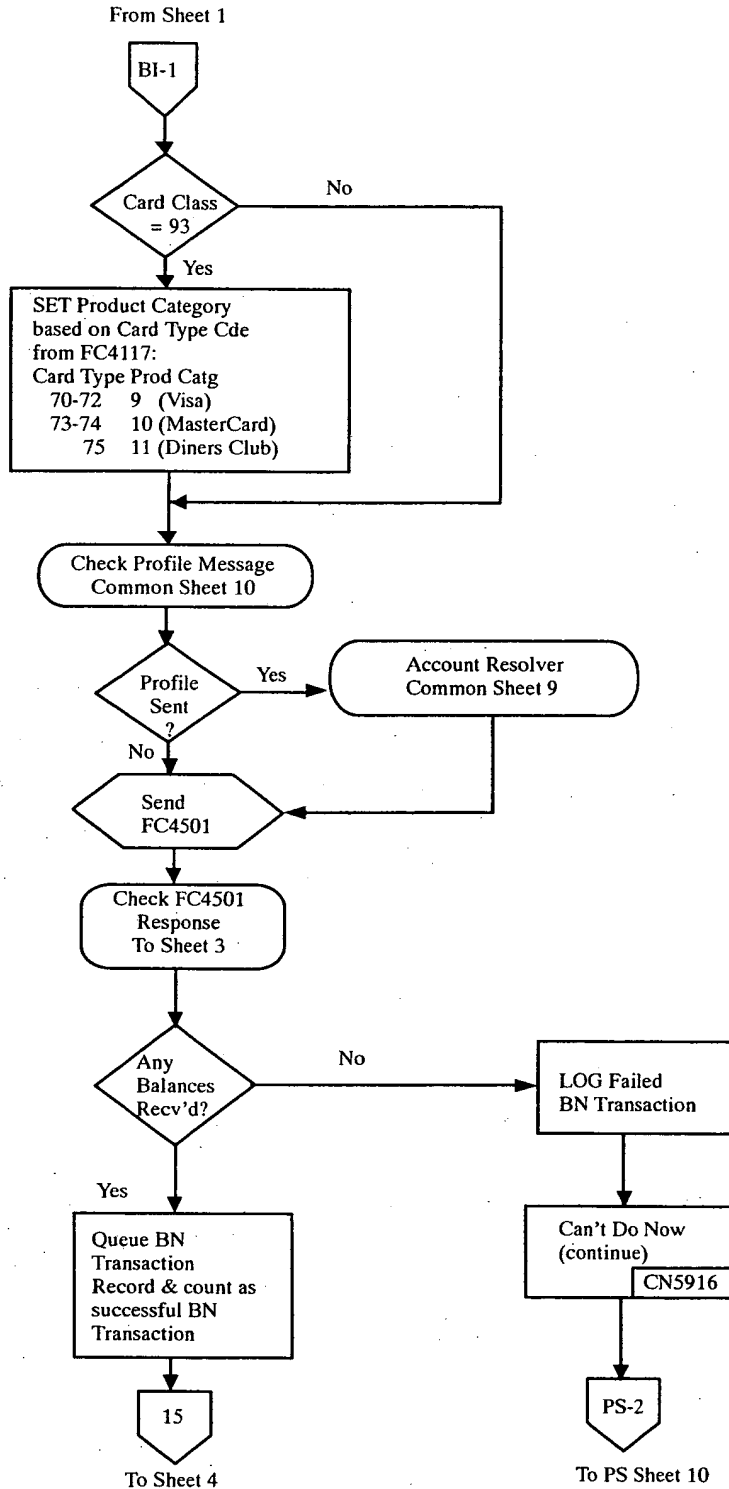 From Sheet 1
BI-1
Card Class
= 93
No
Yes
SET Product Category
based on Card Type Cde
from FC4117:
Card Type Prod Catg
70-72 9 (Visa)
73-74 10 (MasterCard)
75 11 (Diners Club)
Check Profile Message
Common Sheet 10
Profile
Sent
?
Yes
Account Resolver
Common Sheet 9
No
Send
FC4501
Check FC4501
Response
To Sheet 3
Any
Balances
Recv'd?
No
LOG Failed
BN Transaction
Yes
Can't Do Now
(continue)
CN5916
Queue BN
Transaction
Record & count as
successful BN
Transaction
15
To Sheet 4
PS-2
To PS Sheet 10